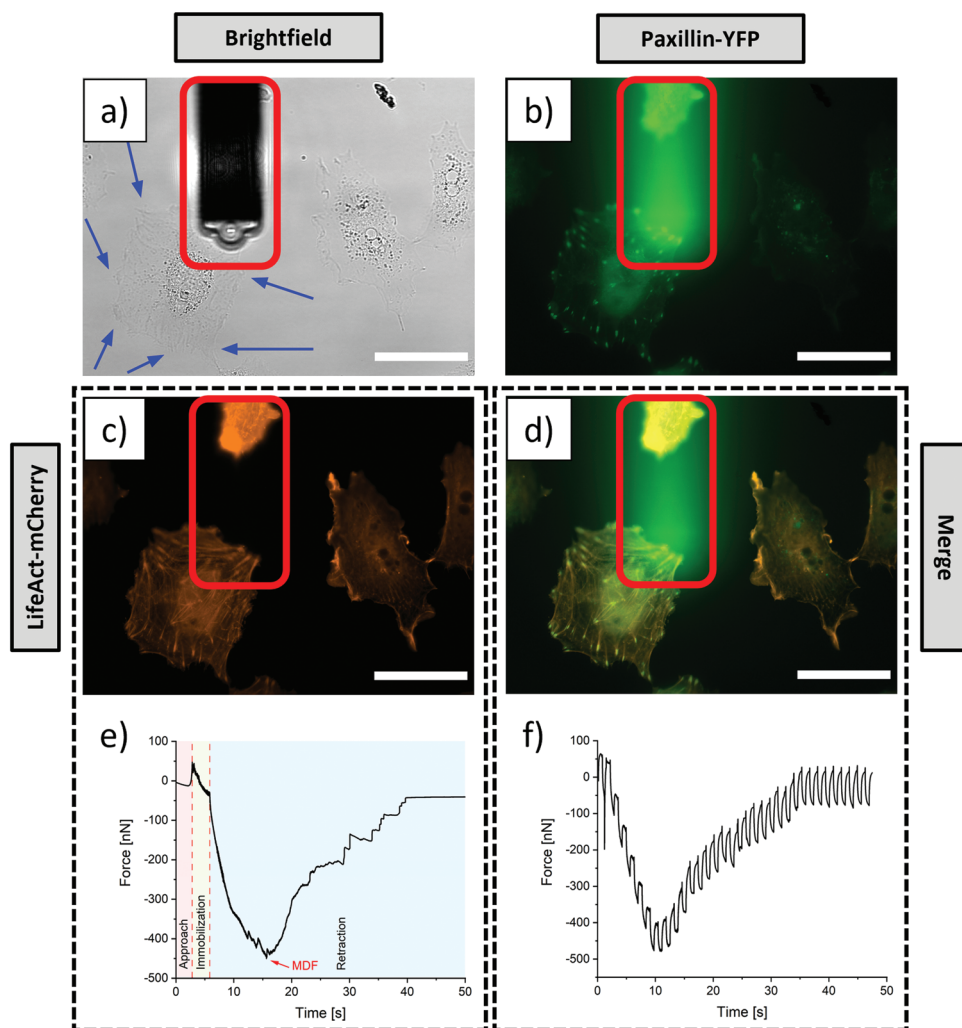 Brightfield
Paxillin-YFP
a)
b)
LifeAct-mCherry
c)
d)
Merge
e)
f)
100
0
-100
-200
-300
-400
-500
Force [nN]
Approach
Immobilization
MDF
Retraction
0
10
20
30
40
50
Time [s]
100
0
-100
-200
-300
-400
-500
Force [nN]
0
10
20
30
40
50
Time [s]